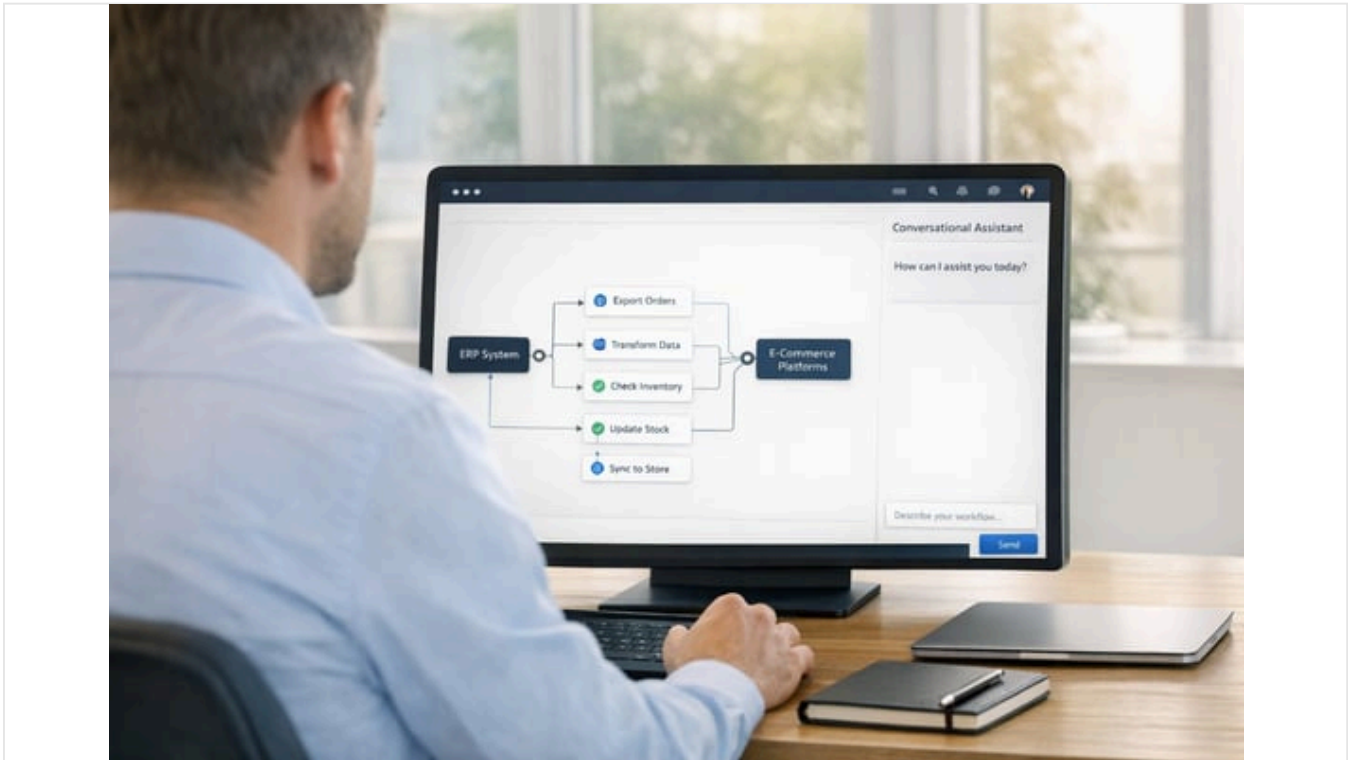 Conversational Assistant
How can I assist you today?
Export Orders
ERP System
Transform Data
E-Commerce
Platforms
Check Inventory
Update Stock
Sync to Store
Describe your workflow...
Send